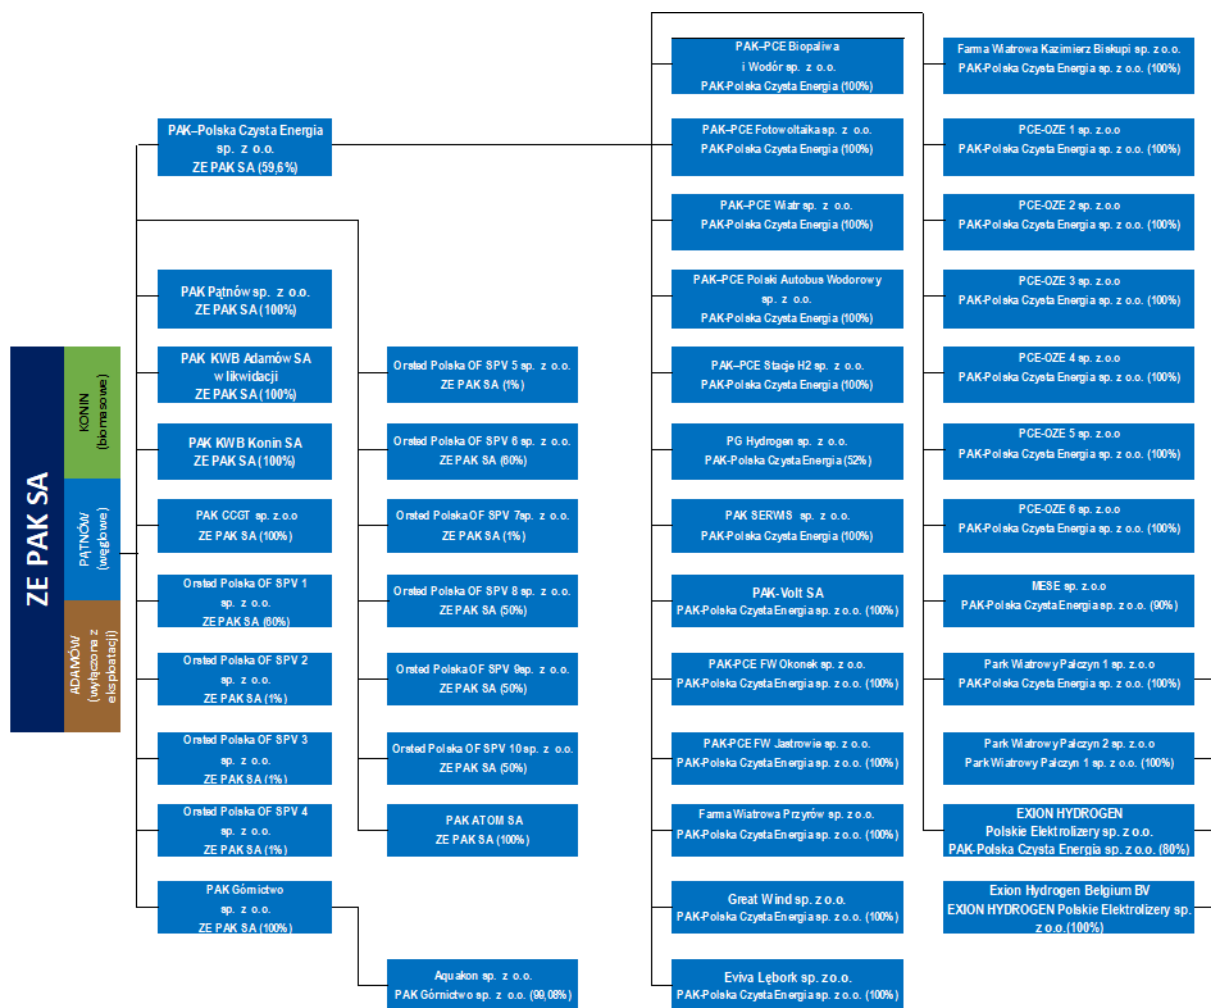 ZE PAK SA
KONIN
(biomasowe)
PĄTNÓW
(węglowe)
ADAMÓW
(wyłączona z
eksploatacji)
PAK–Polska Czysta Energia
sp. z o.o.
ZE PAK SA (59,6%)
PAK Pątnów sp. z o.o.
ZE PAK SA (100%)
PAK KWB Adamów SA
w likwidacji
ZE PAK SA (100%)
PAK KWB Konin SA
ZE PAK SA (100%)
PAK CCGT sp. z.o.o
ZE PAK SA (100%)
Orsted Polska OF SPV 1
sp. z o.o.
ZE PAK SA (60%)
Orsted Polska OF SPV 2
sp. z o.o.
ZE PAK SA (1%)
Orsted Polska OF SPV 3
sp. z o.o.
ZE PAK SA (1%)
Orsted Polska OF SPV 4
sp. z o.o.
ZE PAK SA (1%)
PAK Górnictwo
sp. z o.o.
ZE PAK SA (100%)
Orsted Polska OF SPV 5 sp. z o.o.
ZE PAK SA (1%)
Orsted Polska OF SPV 6 sp. z o.o.
ZE PAK SA (60%)
Orsted Polska OF SPV 7sp. z o.o.
ZE PAK SA (1%)
Orsted Polska OF SPV 8 sp. z o.o.
ZE PAK SA (50%)
Orsted Polska OF SPV 9sp. z o.o.
ZE PAK SA (50%)
Orsted Polska OF SPV 10 sp. z o.o.
ZE PAK SA (50%)
PAK ATOM SA
ZE PAK SA (100%)
Aquakon sp. z o.o.
PAK Górnictwo sp. z o.o. (99,08%)
PAK–PCE Biopaliwa
i Wodór sp. z o.o.
PAK-Polska Czysta Energia (100%)
PAK–PCE Fotowoltaika sp. z o.o.
PAK-Polska Czysta Energia (100%)
PAK–PCE Wiatr sp. z o.o.
PAK-Polska Czysta Energia (100%)
PAK–PCE Polski Autobus Wodorowy
sp. z o.o.
PAK-Polska Czysta Energia (100%)
PAK–PCE Stacje H2 sp. z o.o.
PAK-Polska Czysta Energia (100%)
PG Hydrogen sp. z o.o.
PAK-Polska Czysta Energia (52%)
PAK SERWIS sp. z o.o.
PAK-Polska Czysta Energia (100%)
PAK-Volt SA
PAK-Polska Czysta Energia sp. z o.o. (100%)
PAK-PCE FW Okonek sp. z o.o.
PAK-Polska Czysta Energia sp. z o.o. (100%)
PAK-PCE FW Jastrowie sp. z o.o.
PAK-Polska Czysta Energia sp. z o.o. (100%)
Farma Wiatrowa Przyrów sp. z o.o.
PAK-Polska Czysta Energia sp. z o.o. (100%)
Great Wind sp. z o.o.
PAK-Polska Czysta Energia sp. z o.o. (100%)
Eviva Lębork sp. z o.o.
PAK-Polska Czysta Energia sp. z o.o. (100%)
Farma Wiatrowa Kazimierz Biskupi sp. z o.o.
PAK-Polska Czysta Energia sp. z o.o. (100%)
PCE-OZE 1 sp. z.o.o
PAK-Polska Czysta Energia sp. z o.o. (100%)
PCE-OZE 2 sp. z.o.o
PAK-Polska Czysta Energia sp. z o.o. (100%)
PCE-OZE 3 sp. z.o.o
PAK-Polska Czysta Energia sp. z o.o. (100%)
PCE-OZE 4 sp. z.o.o
PAK-Polska Czysta Energia sp. z o.o. (100%)
PCE-OZE 5 sp. z.o.o
PAK-Polska Czysta Energia sp. z o.o. (100%)
PCE-OZE 6 sp. z.o.o
PAK-Polska Czysta Energia sp. z o.o. (100%)
MESE sp. z.o.o
PAK-Polska Czysta Energia sp. z o.o. (90%)
Park Wiatrowy Pałczyn 1 sp. z.o.o
PAK-Polska Czysta Energia sp. z o.o. (100%)
Park Wiatrowy Pałczyn 2 sp. z.o.o
Park Wiatrowy Pałczyn 1 sp. z o.o. (100%)
EXION HYDROGEN
Polskie Elektrolizery sp. z o.o.
PAK-Polska Czysta Energia sp. z o.o. (80%)
Exion Hydrogen Belgium BV
EXION HYDROGEN Polskie Elektrolizery sp.
z o.o.(100%)